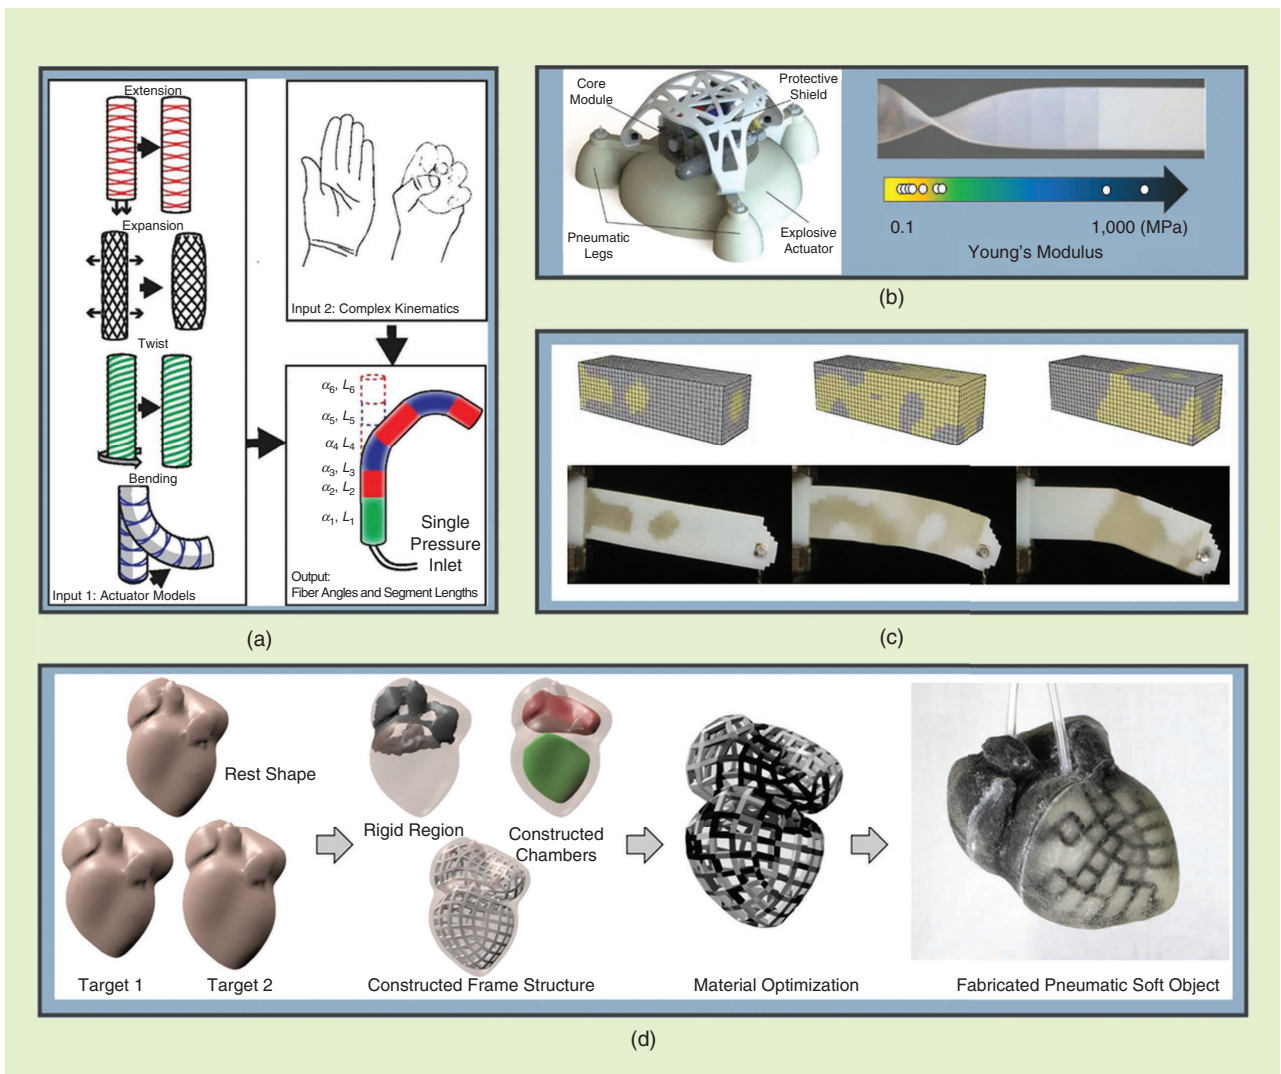 Extension
Expansion
Twist
Bending
Input 1: Actuator Models
Input 2: Complex Kinematics
α6, L6
α5, L5
α4 L4
α3, L3
α2, L2
α1, L1
Single
Pressure
Inlet
Output:
Fiber Angles and Segment Lengths
(a)
Core
Module
Protective
Shield
Pneumatic
Legs
Explosive
Actuator
0.1
1,000 (MPa)
Young's Modulus
(b)
(c)
Rest Shape
Target 1
Target 2
Rigid Region
Constructed
Chambers
Constructed Frame Structure
Material Optimization
Fabricated Pneumatic Soft Object
(d)